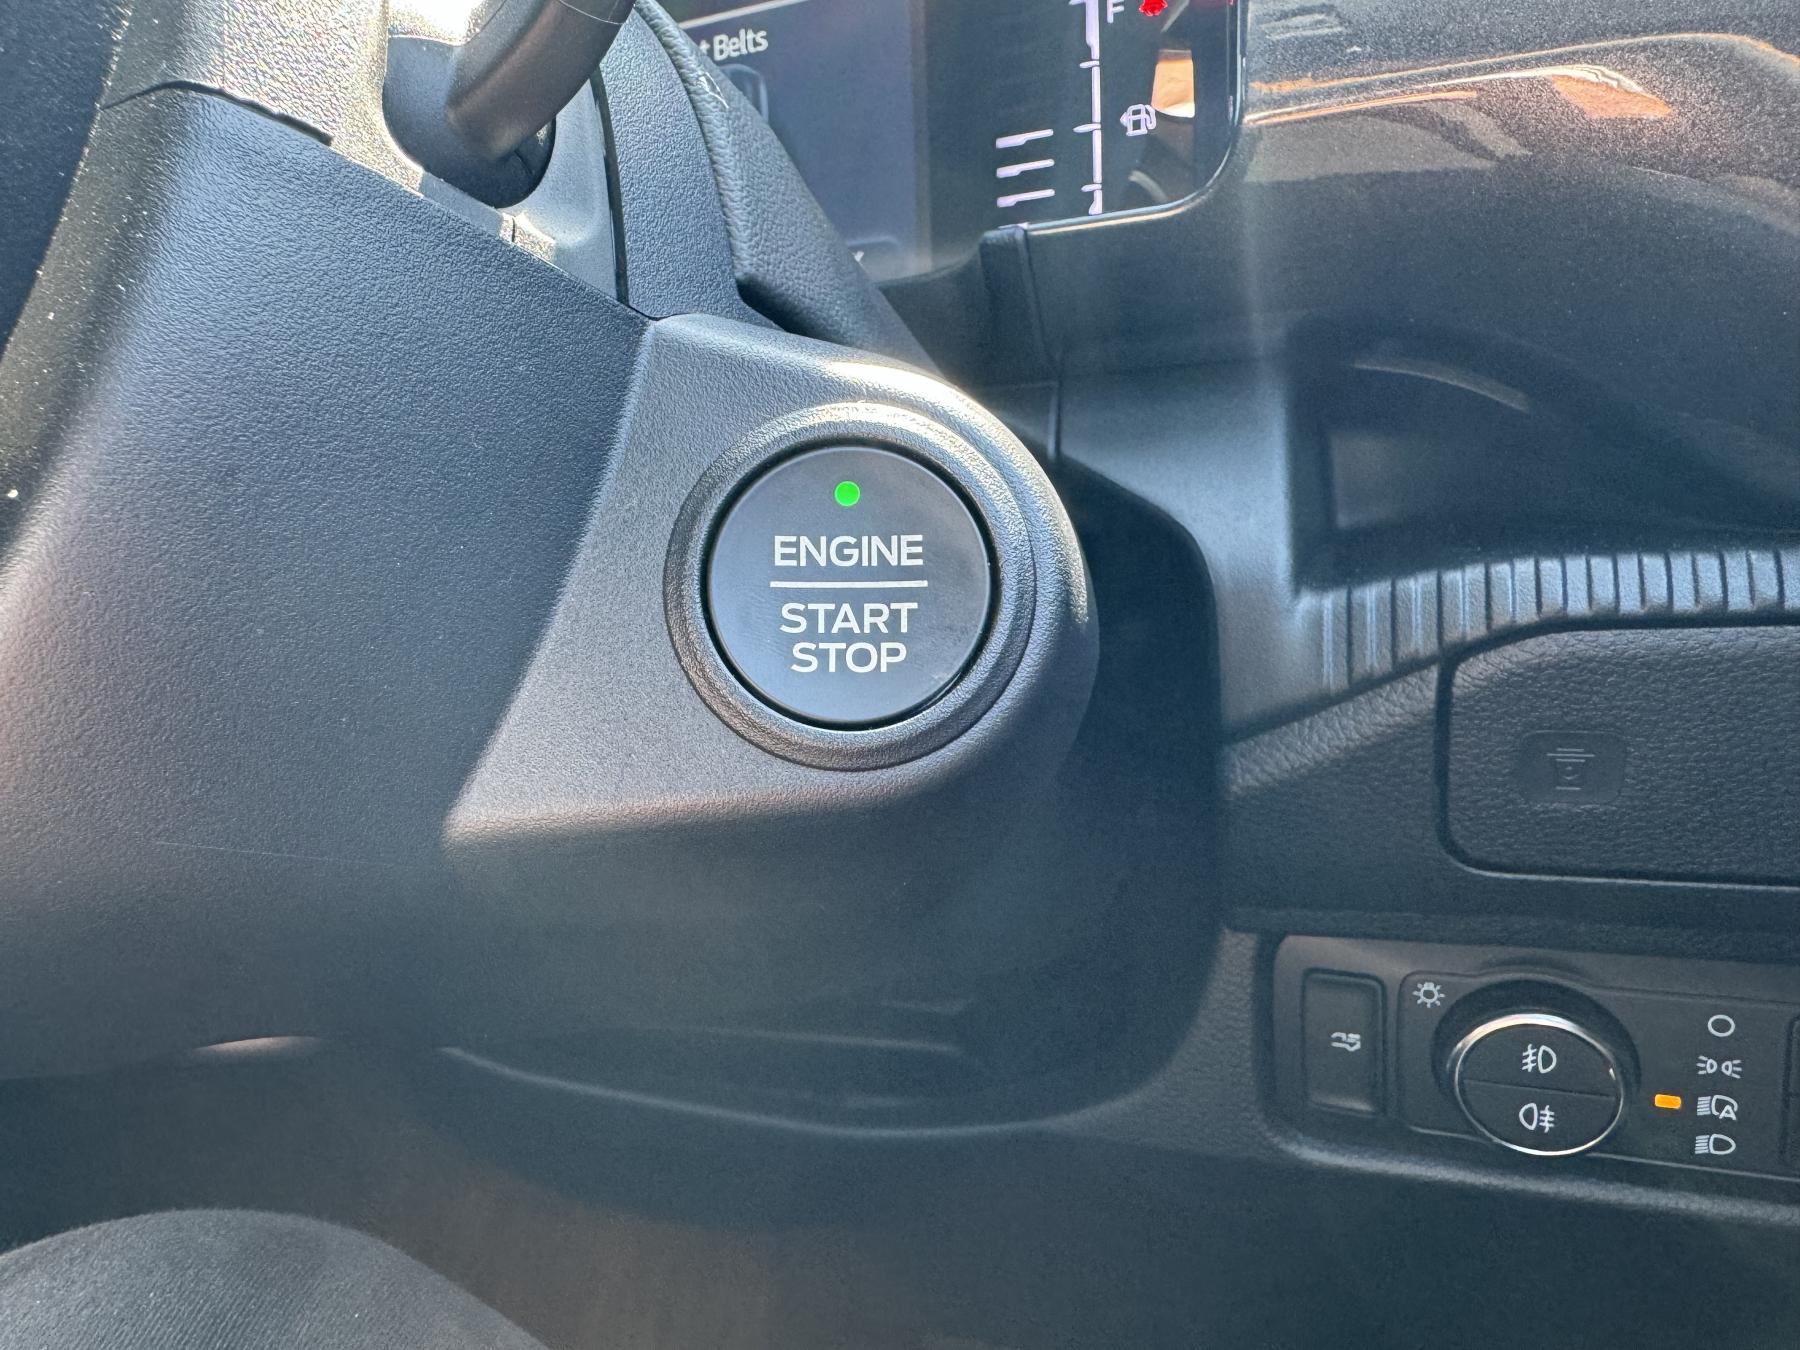 Belts
F
ENGINE
START
STOP